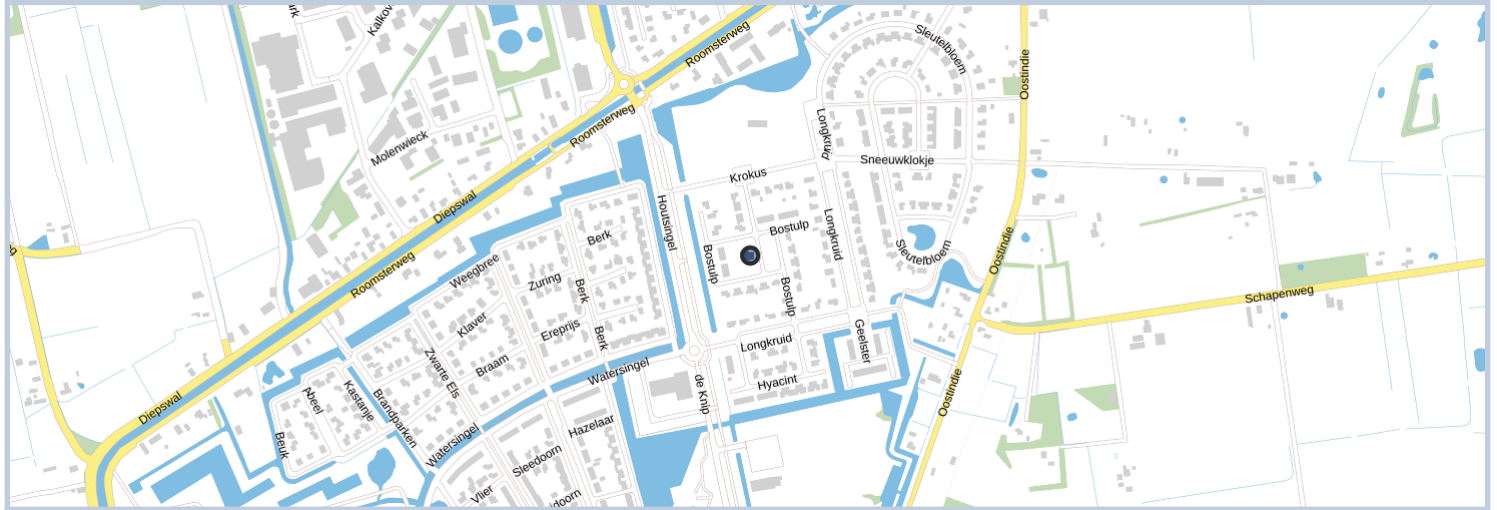 Kalkov
Sleutelbloem
Roomsterweg
Oostindie
Roomsterweg
Longkruid
Molenwieck
Sneeuwklokje
Krokus
Diepswal
Houtsingel
Bostulp
Longkruid
Berk
Bostulp
Sleutelbloem
Oostindie
Roomsterweg
Weegbree
Zuring
Berk
Bostulp
Schapenweg
Klaver
Ereprijs
Berk
Longkruid
Geelster
Zwarte Els
Braam
Watersingel
Hyacint
Diepswal
Abeel
Kastanje
Brandparken
de Knip
Oostindie
Beuk
Watersingel
Hazelaar
Sleedoorn
Vlier
idoorn